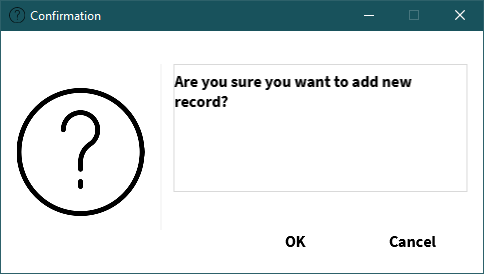 Confirmation
Are you sure you want to add new
record?
OK
Cancel